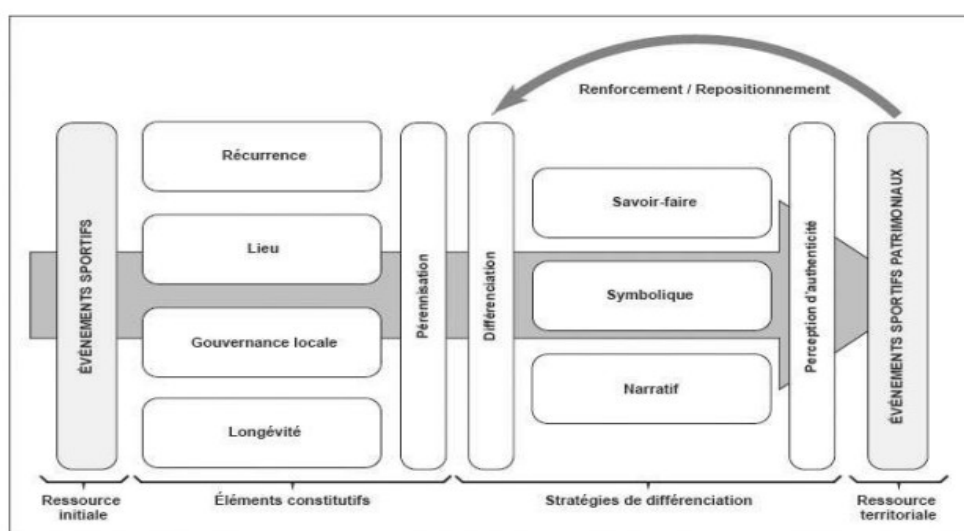 Renforcement / Repositionnement
ÉVÉNEMENTS SPORTIFS
Récurrence
Lieu
Gouvernance locale
Longévité
Pérennisation
Différenciation
Savoir-faire
Symbolique
Narratif
Perception d'authenticité
ÉVÉNEMENTS SPORTIFS PATRIMONIAUX
Ressource
initiale
Éléments constitutifs
Stratégies de différenciation
Ressource
territoriale